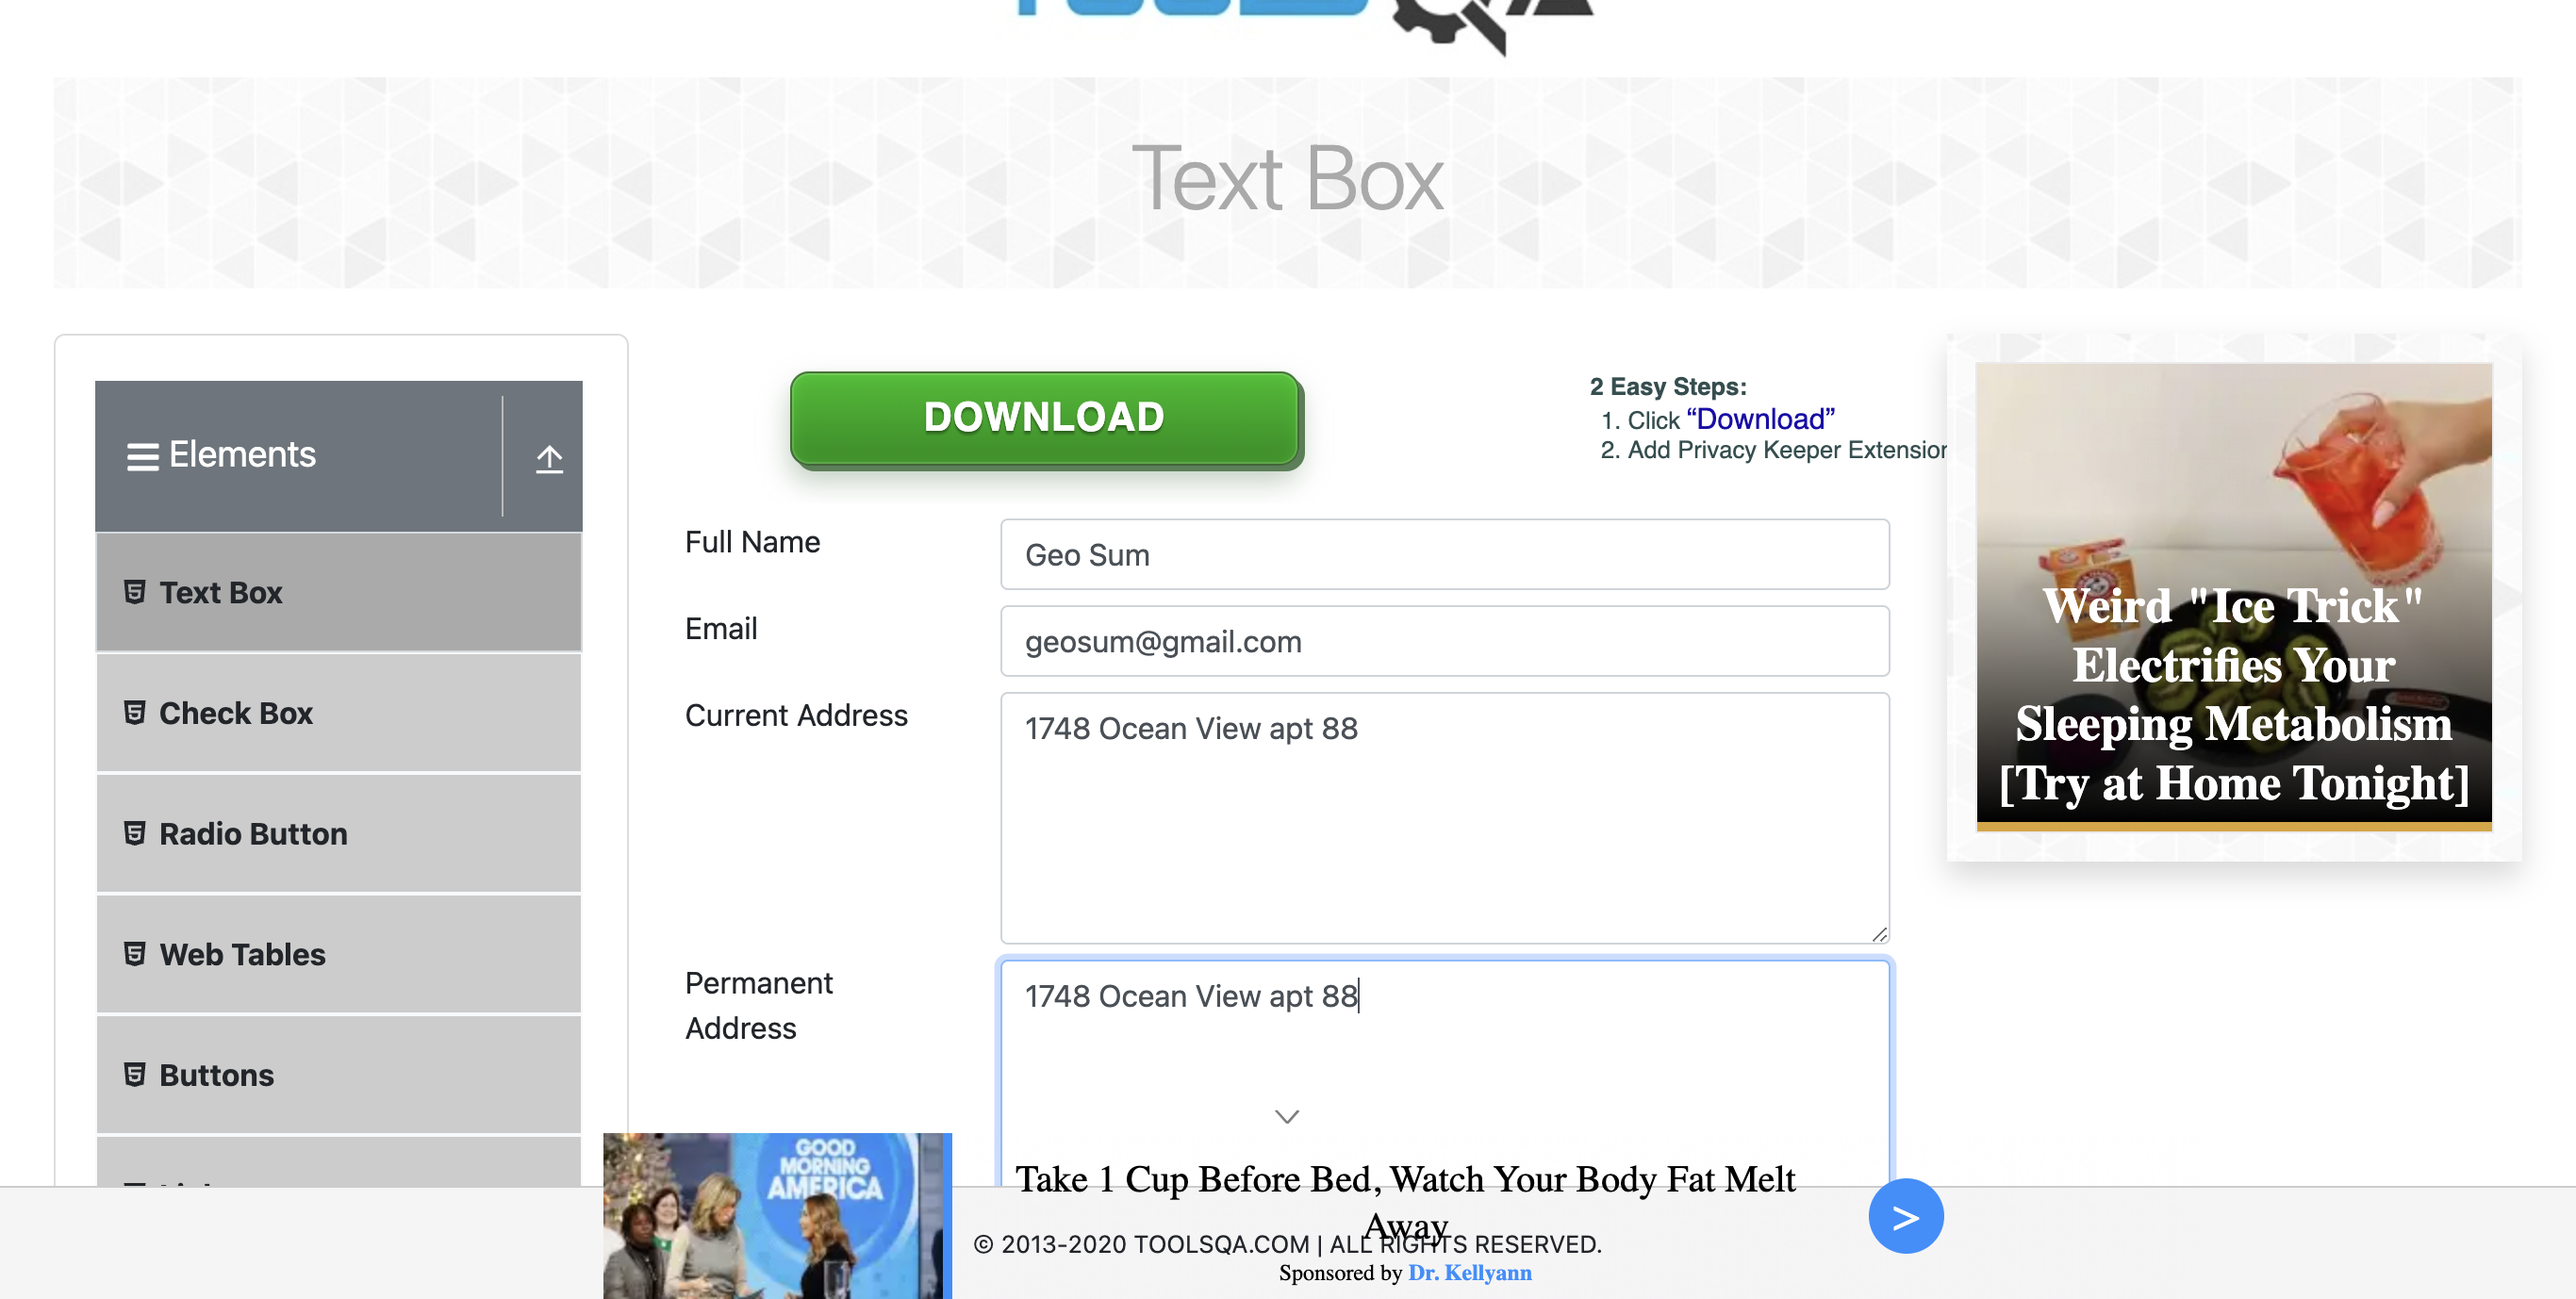 Text Box
Elements
Text Box
Check Box
Radio Button
Web Tables
Buttons
DOWNLOAD
2 Easy Steps:
1. Click “Download”
2. Add Privacy Keeper Extension
Full Name
Geo Sum
Email
geosum@gmail.com
Current Address
1748 Ocean View apt 88
Permanent
Address
1748 Ocean View apt 88
Weird "Ice Trick"
Electrifies Your
Sleeping Metabolism
[Try at Home Tonight]
GOOD
MORNING
AMERICA
Take 1 Cup Before Bed, Watch Your Body Fat Melt
Away
>
© 2013-2020 TOOLSQA.COM | ALL RIGHTS RESERVED.
Sponsored by Dr. Kellyann